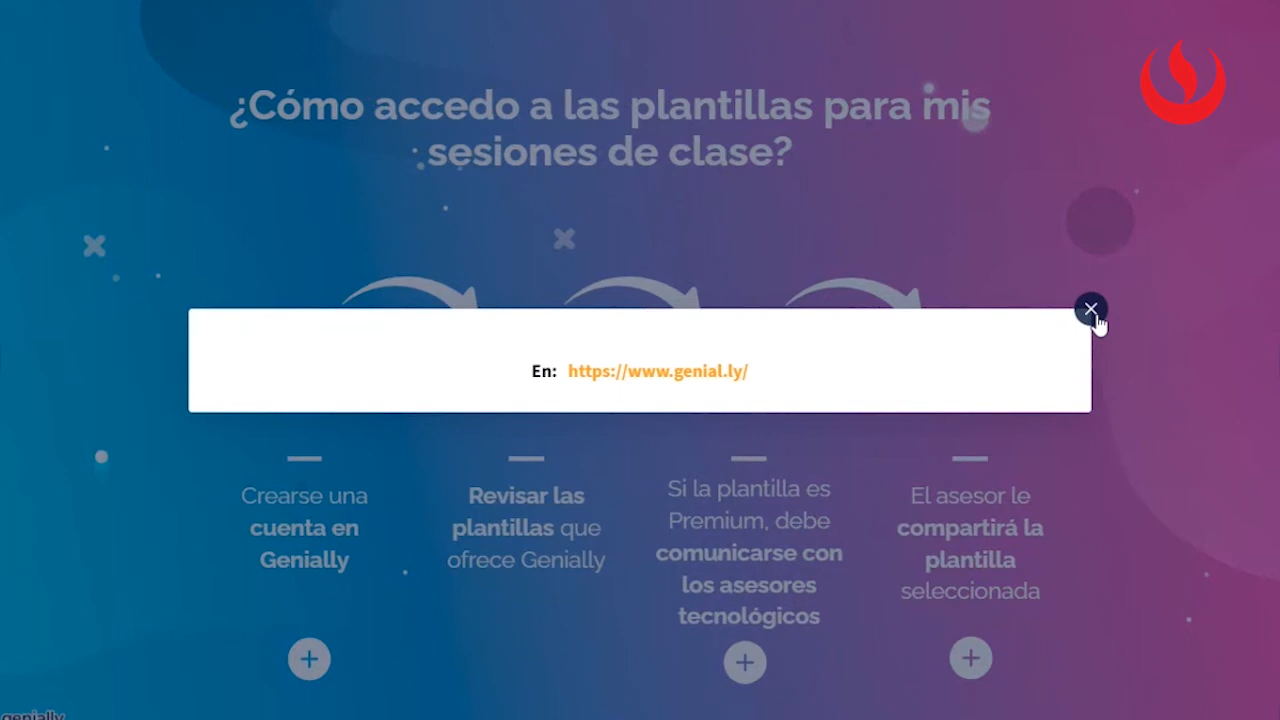 ¿Cómo accedo a las plantillas para mis
sesiones de clase?
En: https://www.genial.ly/
Crearse una
cuenta en
Genially
Revisar las
plantillas que
ofrece Genially
Si la plantilla es
Premium, debe
comunicarse con
los asesores
tecnológicos
El asesor le
compartirá la
plantilla
seleccionada
genially